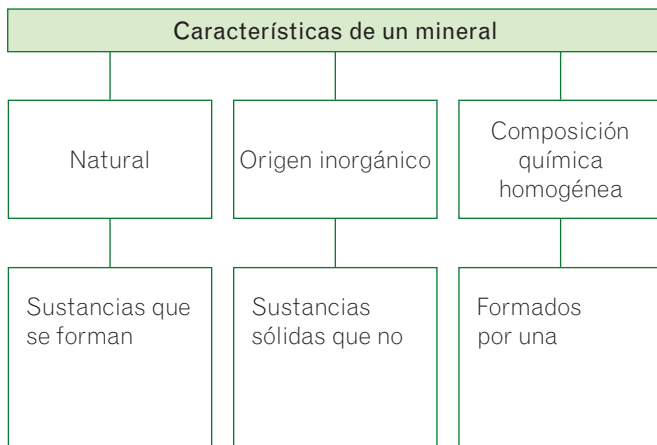 Características de un mineral
Natural
Origen inorgánico
Composición
química
homogénea
Sustancias que
se forman
Sustancias
sólidas que no
Formados
por una